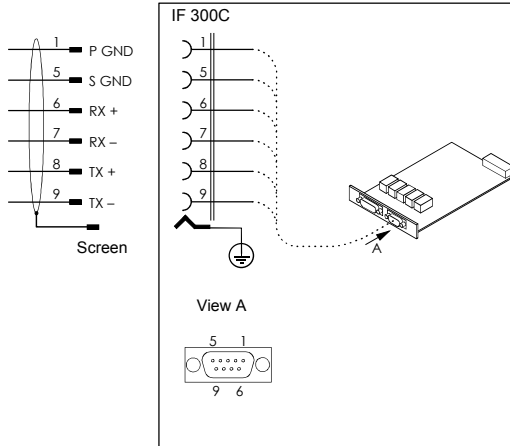 IF 300C
1 P GND 1
5 S GND 5
6 RX + 6
7 RX – 7
8 TX + 8
9 TX – 9
Screen
A
View A
5 1
9 6